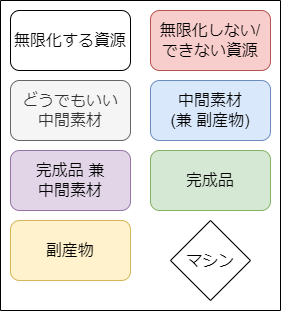 無限化する資源
無限化しない/
できない資源
どうでもいい
中間素材
中間素材
(兼 副産物)
完成品 兼
中間素材
完成品
副産物
マシン